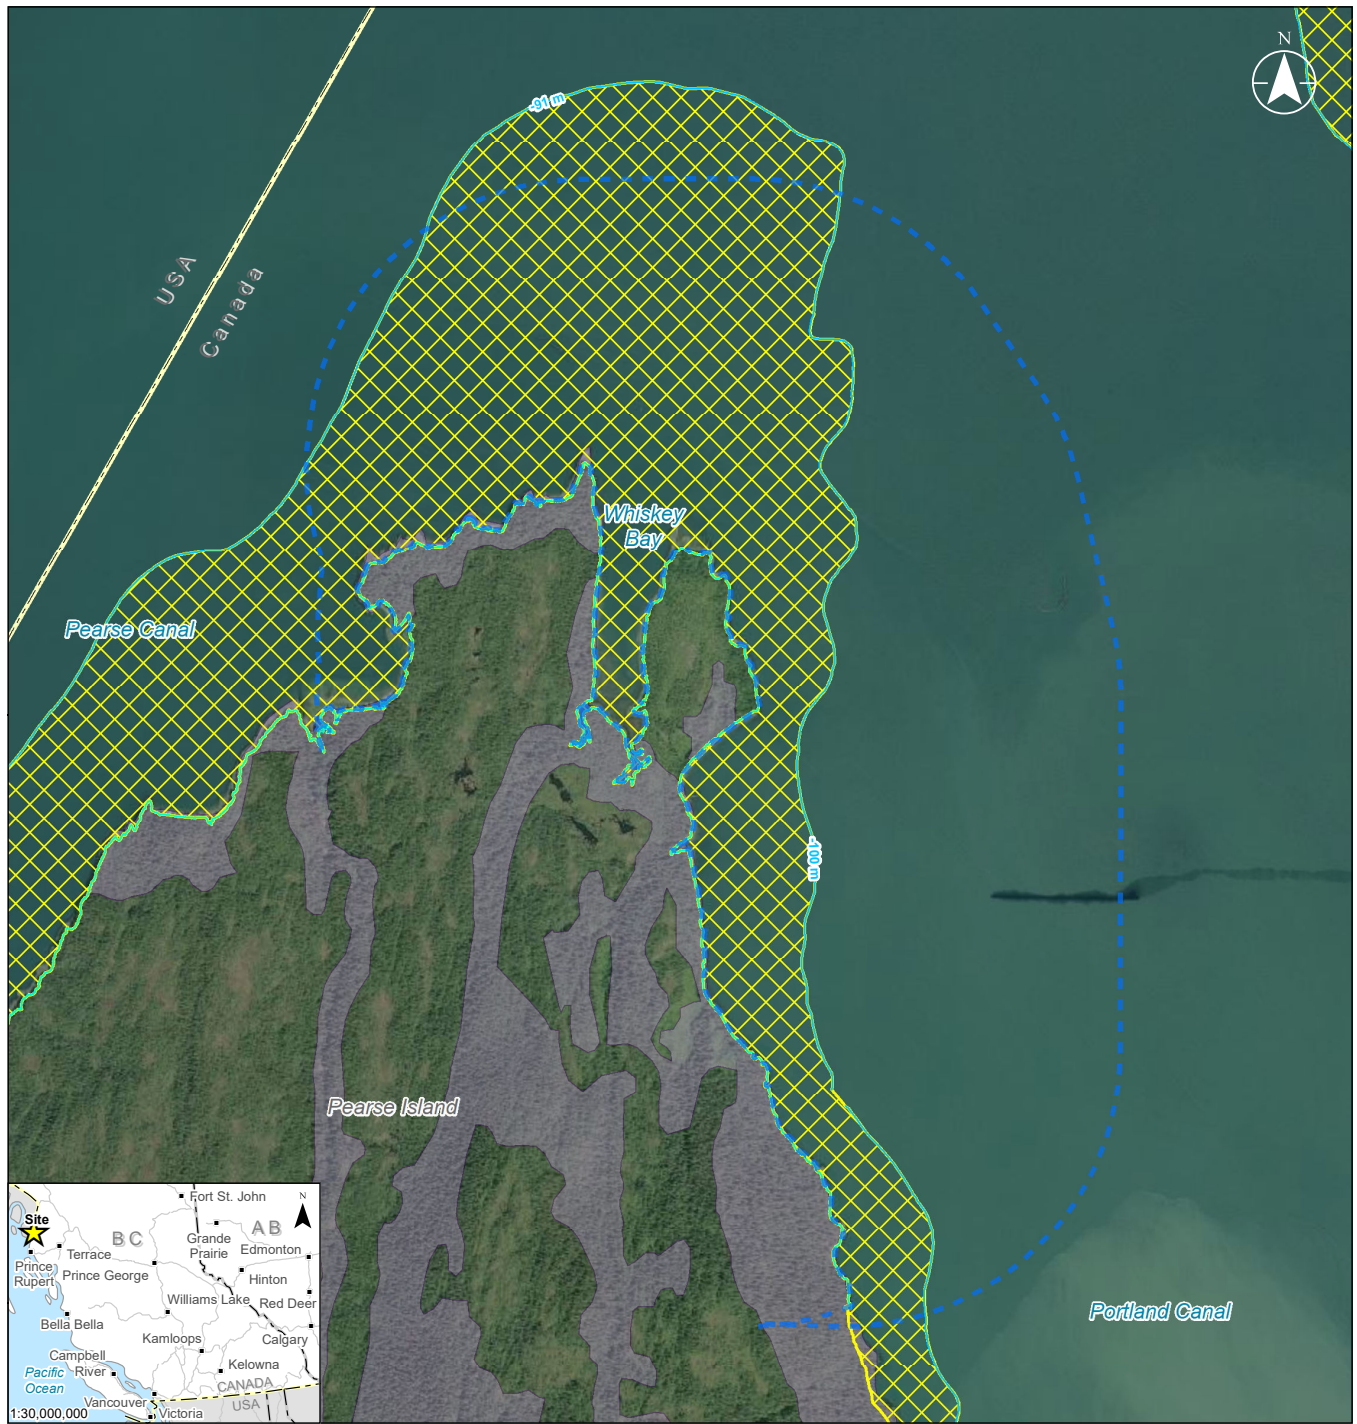 N
-91 m
USA
Canada
Whiskey
Bay
Pearse Canal
-100 m
Pearse Island
Portland Canal
Fort St. John
N
Site
BC
AB
Grande
Prairie
Edmonton
Terrace
Prince
Rupert
Prince George
Hinton
Williams Lake
Red Deer
Bella Bella
Kamloops
Calgary
Campbell
River
Kelowna
Pacific
Ocean
CANADA
USA
Vancouver
Victoria
1:30,000,000